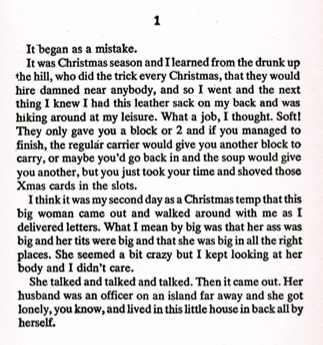 1
It began as a mistake.
It was Christmas season and I learned from the drunk up
the hill, who did the trick every Christmas, that they would
hire damned near anybody, and so I went and the next
thing I knew I had this leather sack on my back and was
hiking around at my leisure. What a job, I thought. Soft!
They only gave you a block or 2 and if you managed to
finish, the regular carrier would give you another block to
carry, or maybe you'd go back in and the soup would give
you another, but you just took your time and shoved those
Xmas cards in the slots.
I think it was my second day as a Christmas temp that this
big woman came out and walked around with me as I
delivered letters. What I mean by big was that her ass was
big and her tits were big and that she was big in all the right
places. She seemed a bit crazy but I kept looking at her
body and I didn't care.
She talked and talked and talked. Then it came out. Her
husband was an officer on an island far away and she got
lonely, you know, and lived in this little house in back all by
herself.